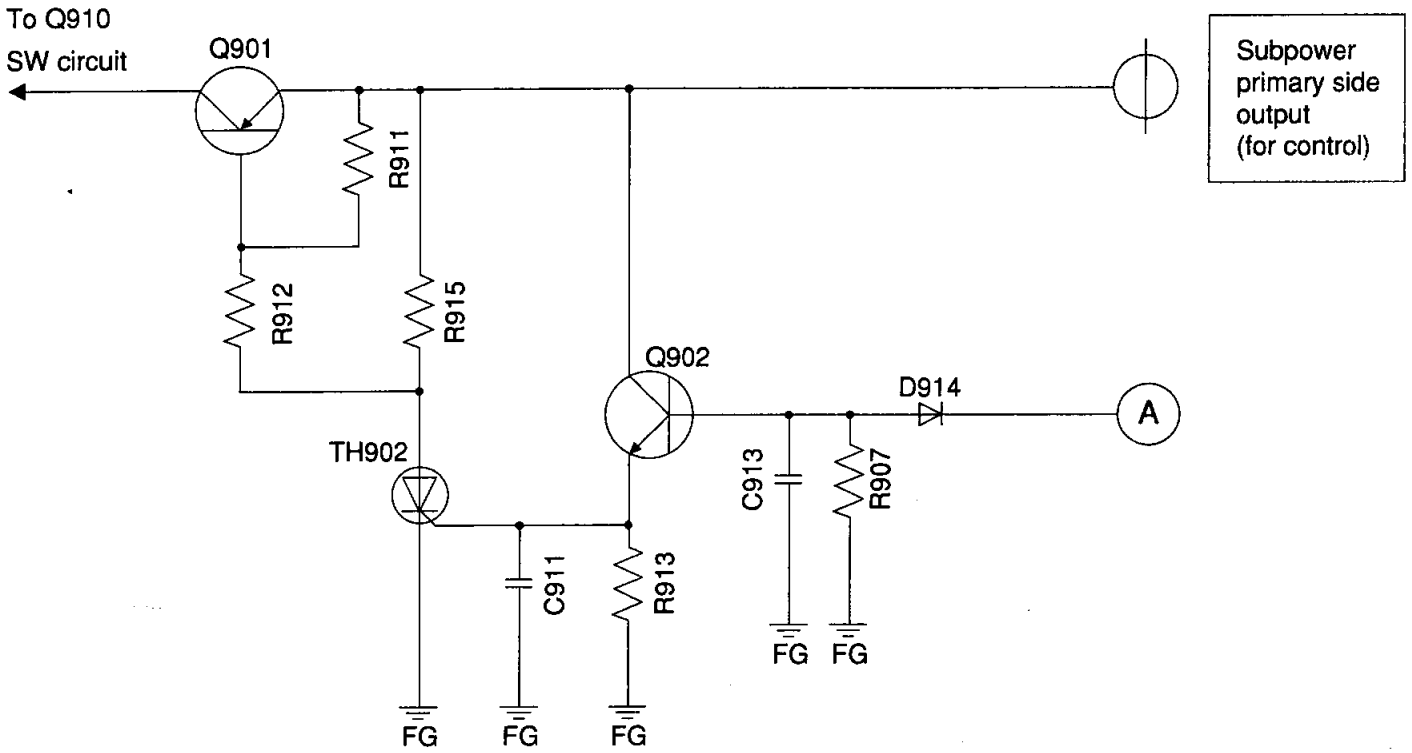 To Q910
SW circuit
Q901
Subpower
primary side
output
(for control)
R911
R912
R915
Q902
D914
A
TH902
C913
R907
C911
R913
FG
FG
FG
FG
FG